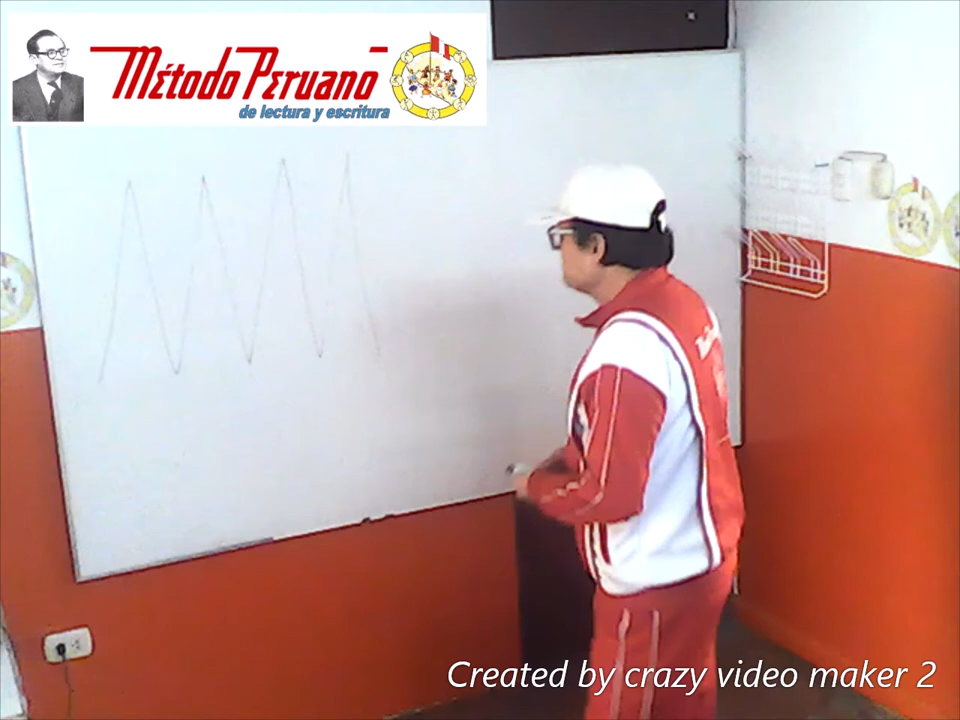 Método Peruano
de lectura y escritura
Created by crazy video maker 2